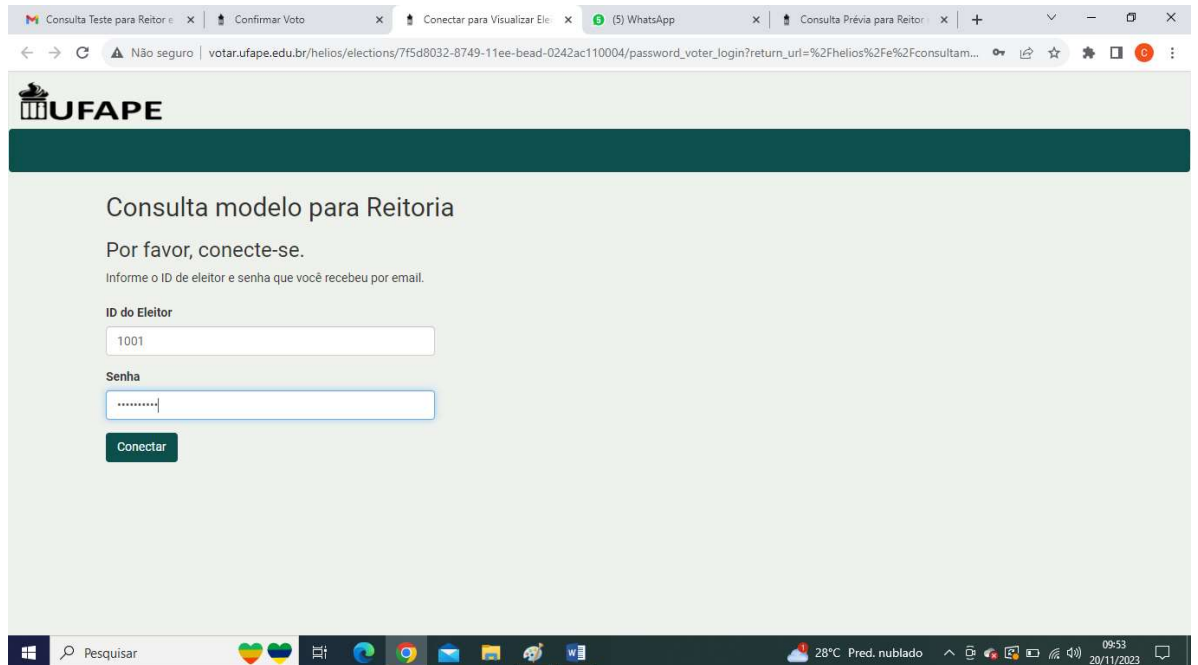 Consulta Teste para Reitor e
Confirmar Voto
Conectar para Visualizar Ele
(5) WhatsApp
Consulta Prévia para Reitor
Não seguro | votar.ufape.edu.br/helios/elections/7f5d8032-8749-11ee-bead-0242ac110004/password_voter_login?return_url=%2Fhelios%2Fe%2Fconsultam...
C
UFAPE
Consulta modelo para Reitoria
Por favor, conecte-se.
Informe o ID de eleitor e senha que você recebeu por email.
ID do Eleitor
1001
Senha
••••••••••
Conectar
Pesquisar
28°C Pred. nublado
09:53
20/11/2023